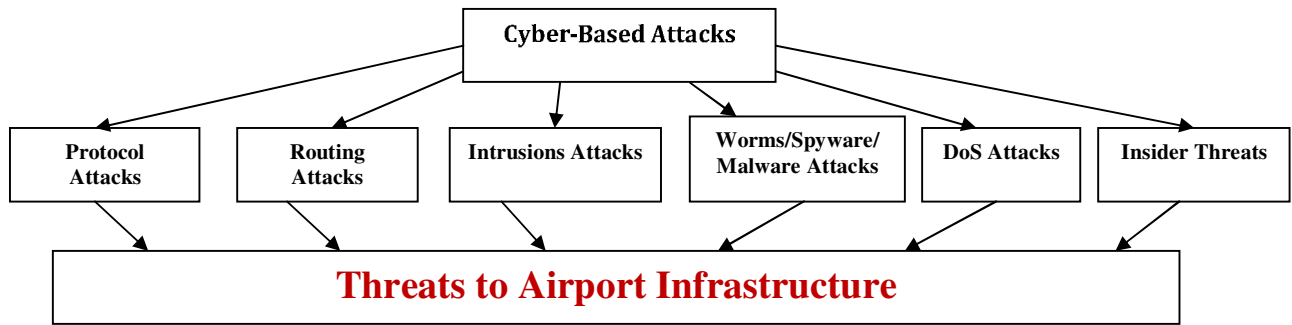 Cyber-Based Attacks
Protocol
Attacks
Routing
Attacks
Intrusions Attacks
Worms/Spyware/
Malware Attacks
DoS Attacks
Insider Threats
Threats to Airport Infrastructure